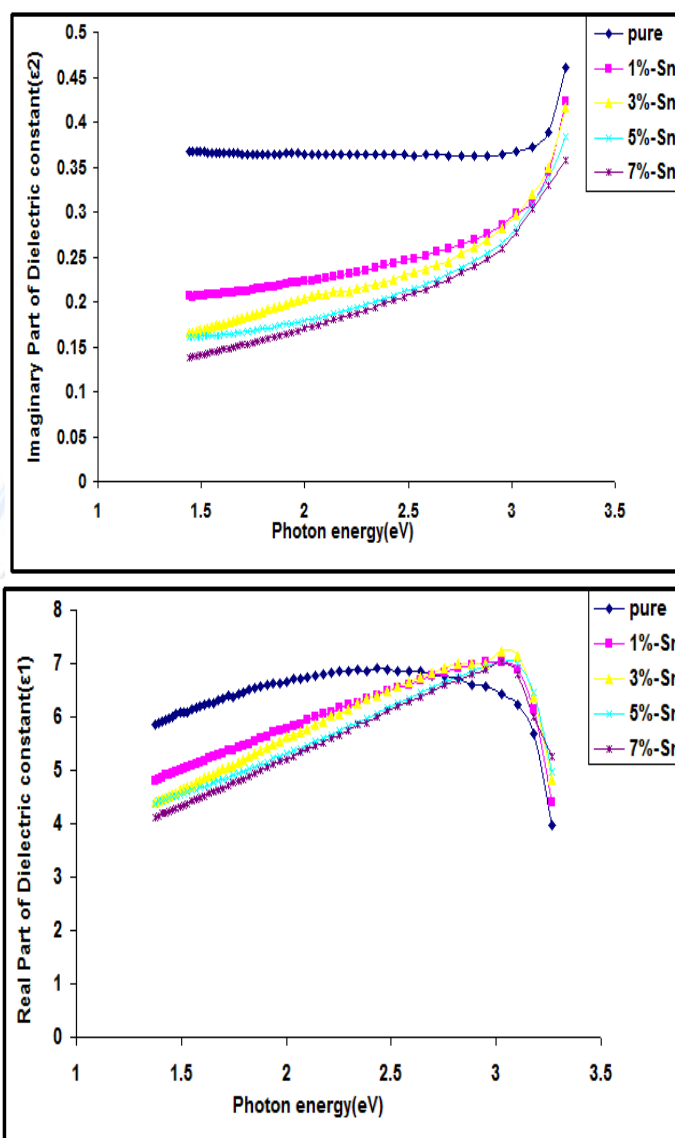 0.5
0.45
0.4
0.35
0.3
0.25
0.2
0.15
0.1
0.05
0
Imaginary Part of Dielectric constant(ε2)
1 1.5 2 2.5 3 3.5
Photon energy(eV)
pure
1%-Sn
3%-Sn
5%-Sn
7%-Sn
8
7
6
5
4
3
2
1
0
Real Part of Dielectric constant(ε1)
1 1.5 2 2.5 3 3.5
Photon energy(eV)
pure
1%-Sn
3%-Sn
5%-Sn
7%-Sn